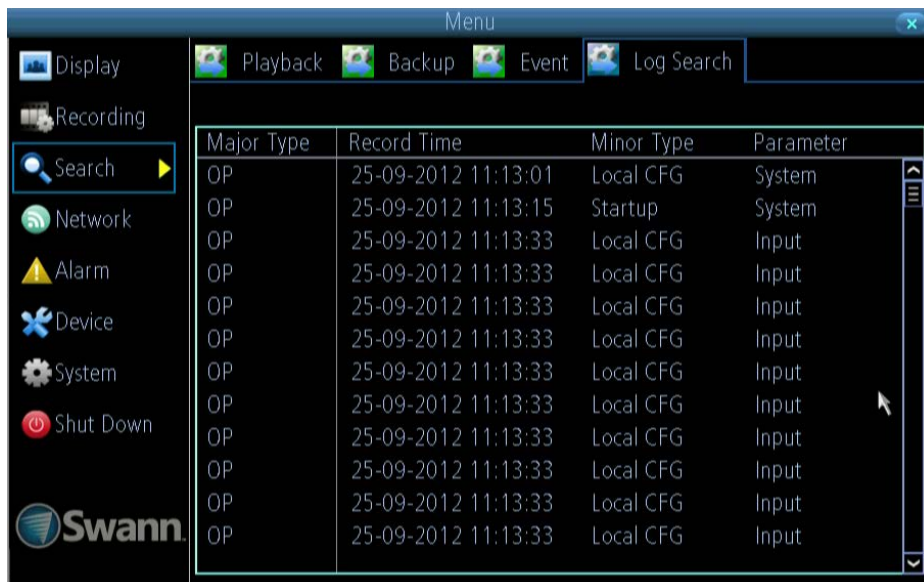 Menu
Display
Recording
Search
Network
Alarm
Device
System
Shut Down
Swann
Playback Backup Event Log Search
Major Type Record Time Minor Type Parameter
OP 25-09-2012 11:13:01 Local CFG System
OP 25-09-2012 11:13:15 Startup System
OP 25-09-2012 11:13:33 Local CFG Input
OP 25-09-2012 11:13:33 Local CFG Input
OP 25-09-2012 11:13:33 Local CFG Input
OP 25-09-2012 11:13:33 Local CFG Input
OP 25-09-2012 11:13:33 Local CFG Input
OP 25-09-2012 11:13:33 Local CFG Input
OP 25-09-2012 11:13:33 Local CFG Input
OP 25-09-2012 11:13:33 Local CFG Input
OP 25-09-2012 11:13:33 Local CFG Input
OP 25-09-2012 11:13:33 Local CFG Input